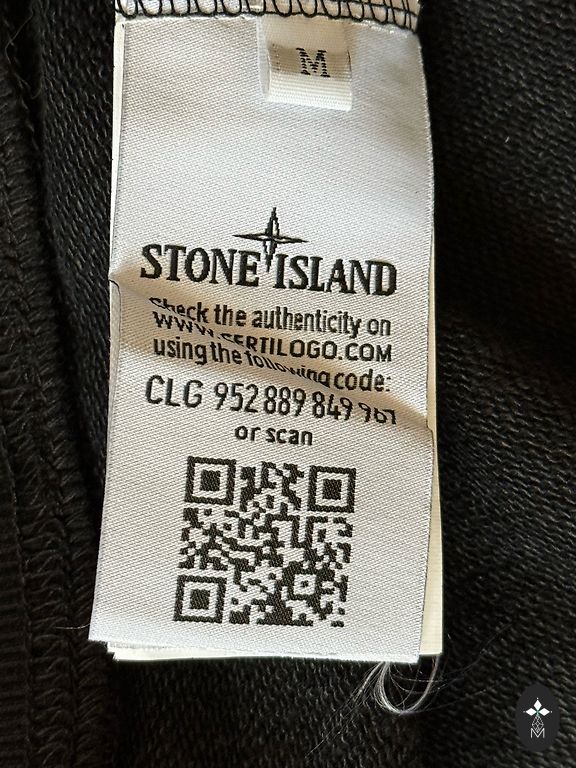 M
STONE ISLAND
Check the authenticity on
WWW.CERTILOGO.COM
using the following code:
CLG 952 889 849 967
or scan
M